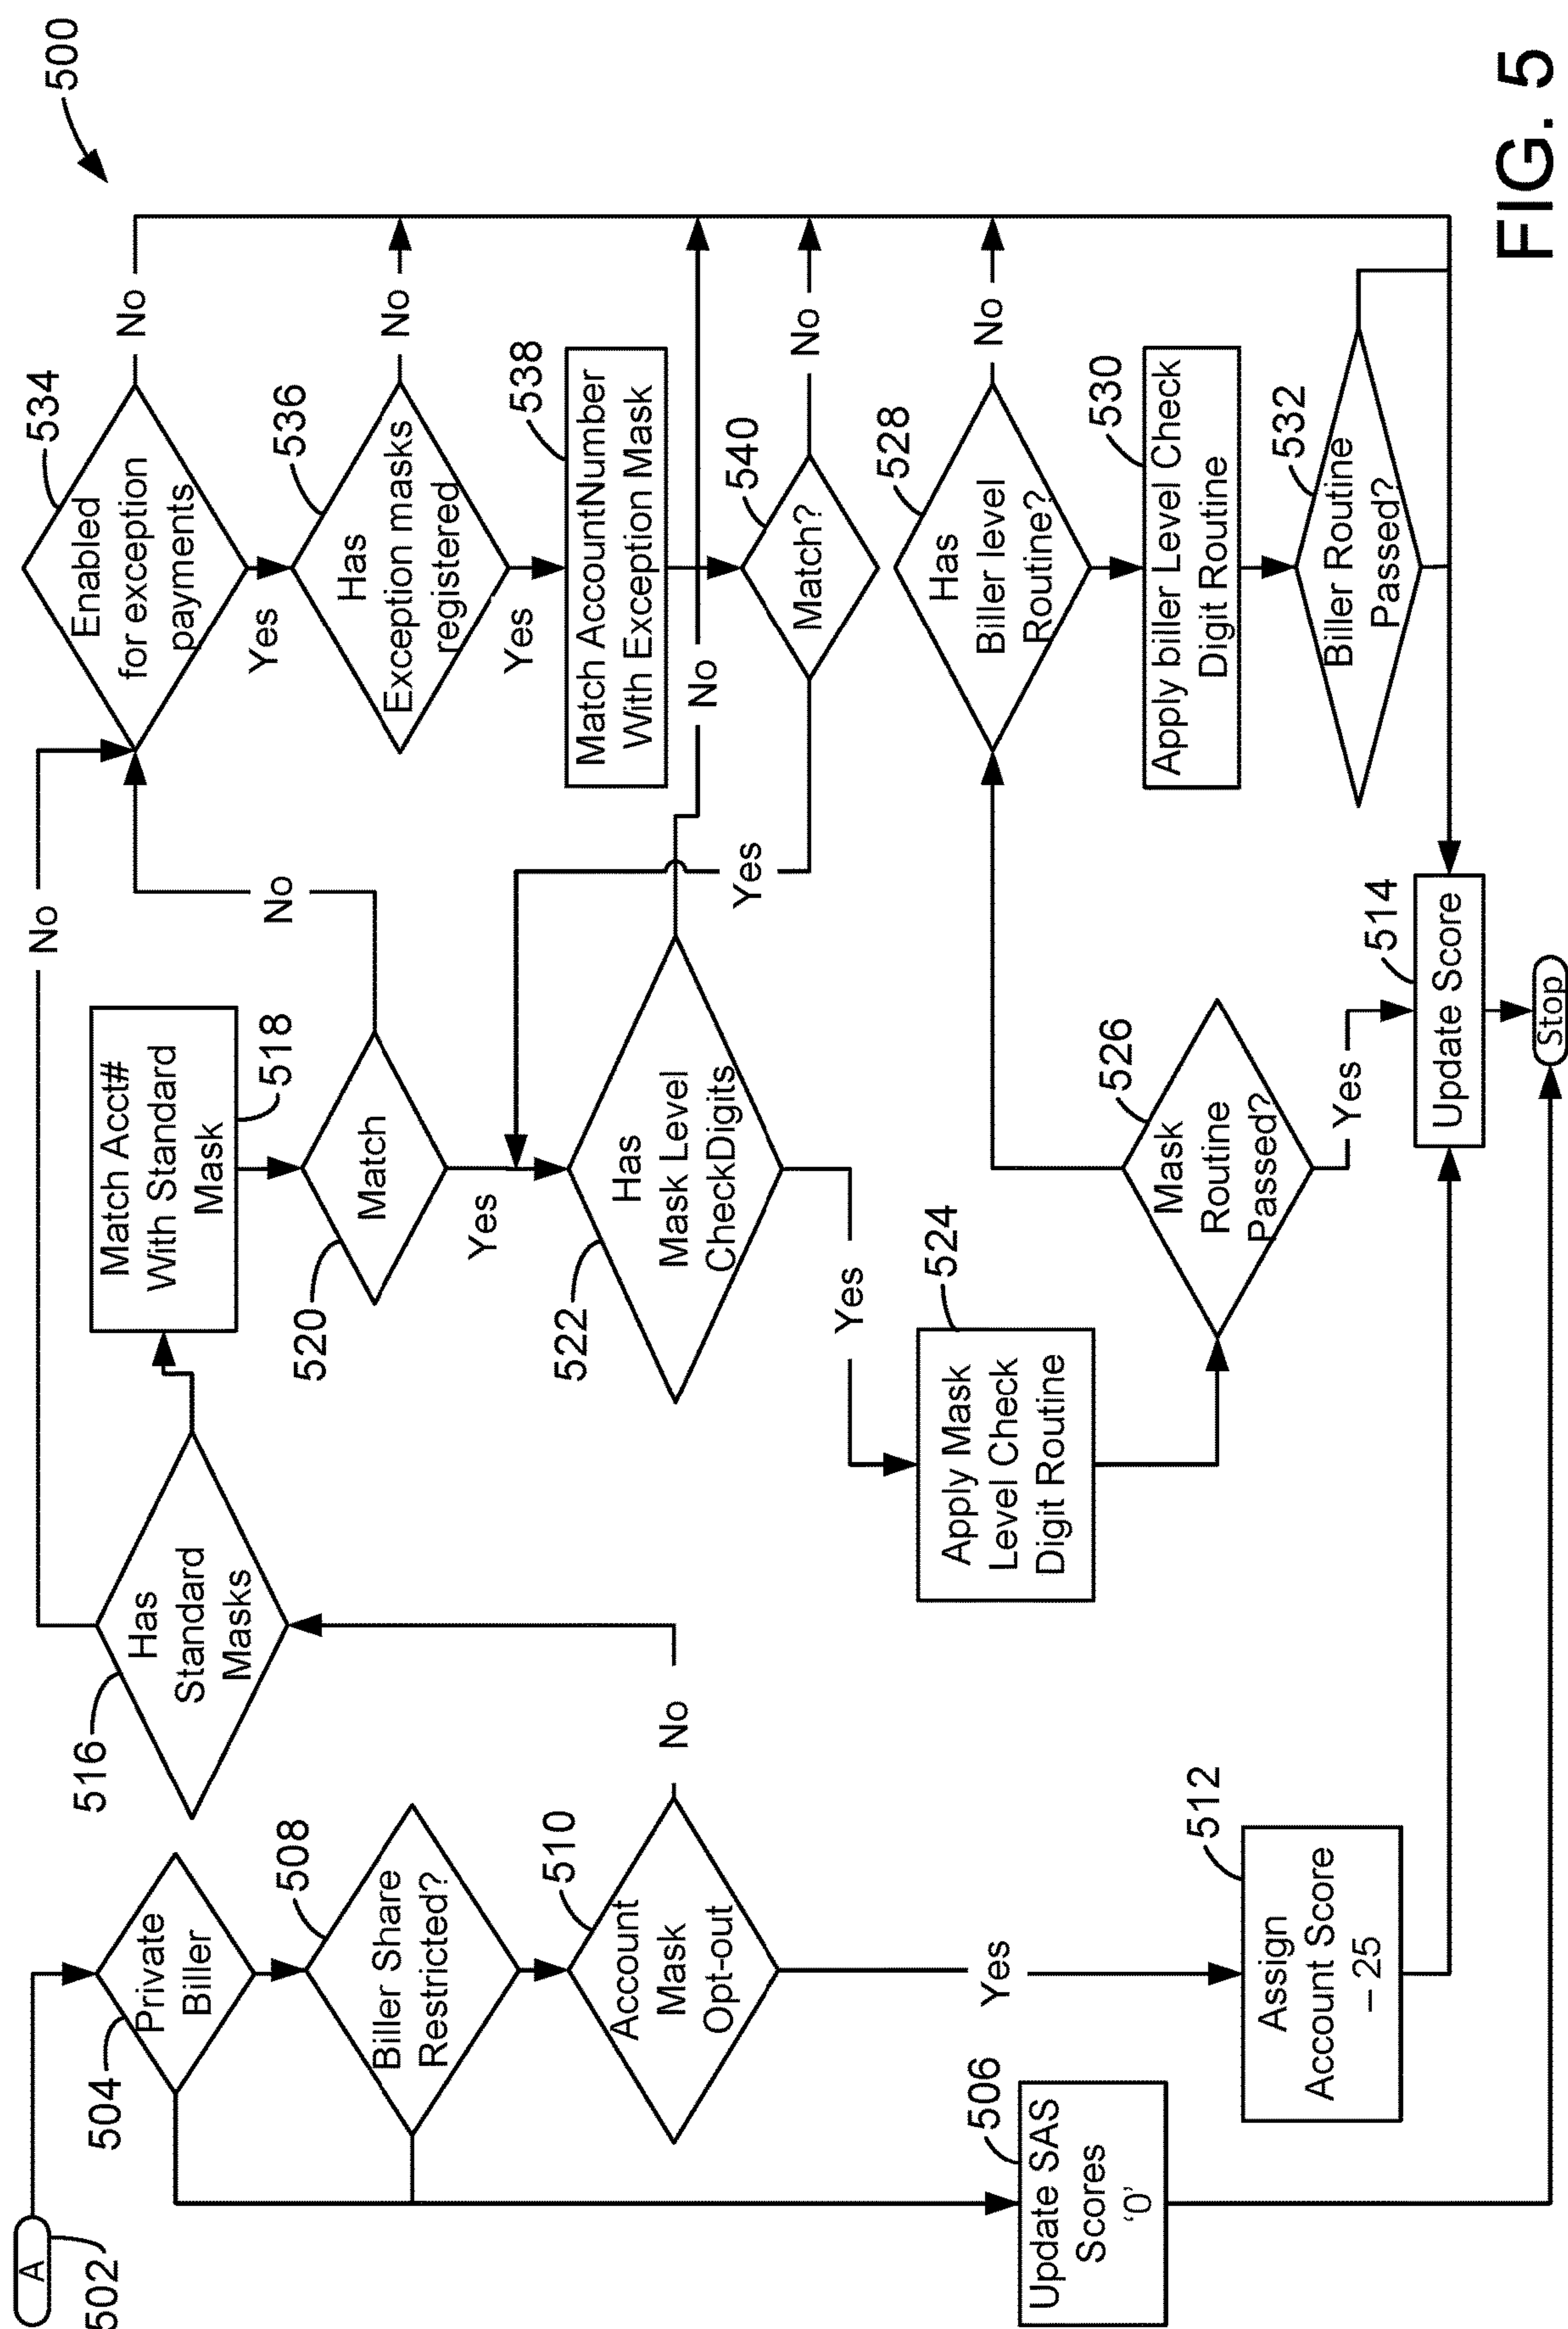 500
A
502
Private
Biller
504
Biller Share
Restricted?
508
Account
Mask
Opt-out
510
No
Yes
Update SAS
Scores
‘0’
506
Assign
Account Score
– 25
512
Has
Standard
Masks
516
No
Match Acct#
With Standard
Mask
518
Match
520
No
Yes
Has
Mask Level
CheckDigits
522
No
Yes
Apply Mask
Level Check
Digit Routine
524
Mask
Routine
Passed?
526
Yes
Enabled
for exception
payments
534
No
Yes
Has
Exception masks
registered
536
No
Yes
Match AccountNumber
With Exception Mask
538
Match?
540
No
Yes
Has
Biller level
Routine?
528
No
Apply biller Level Check
Digit Routine
530
Biller Routine
Passed?
532
Update Score
514
Stop
FIG. 5